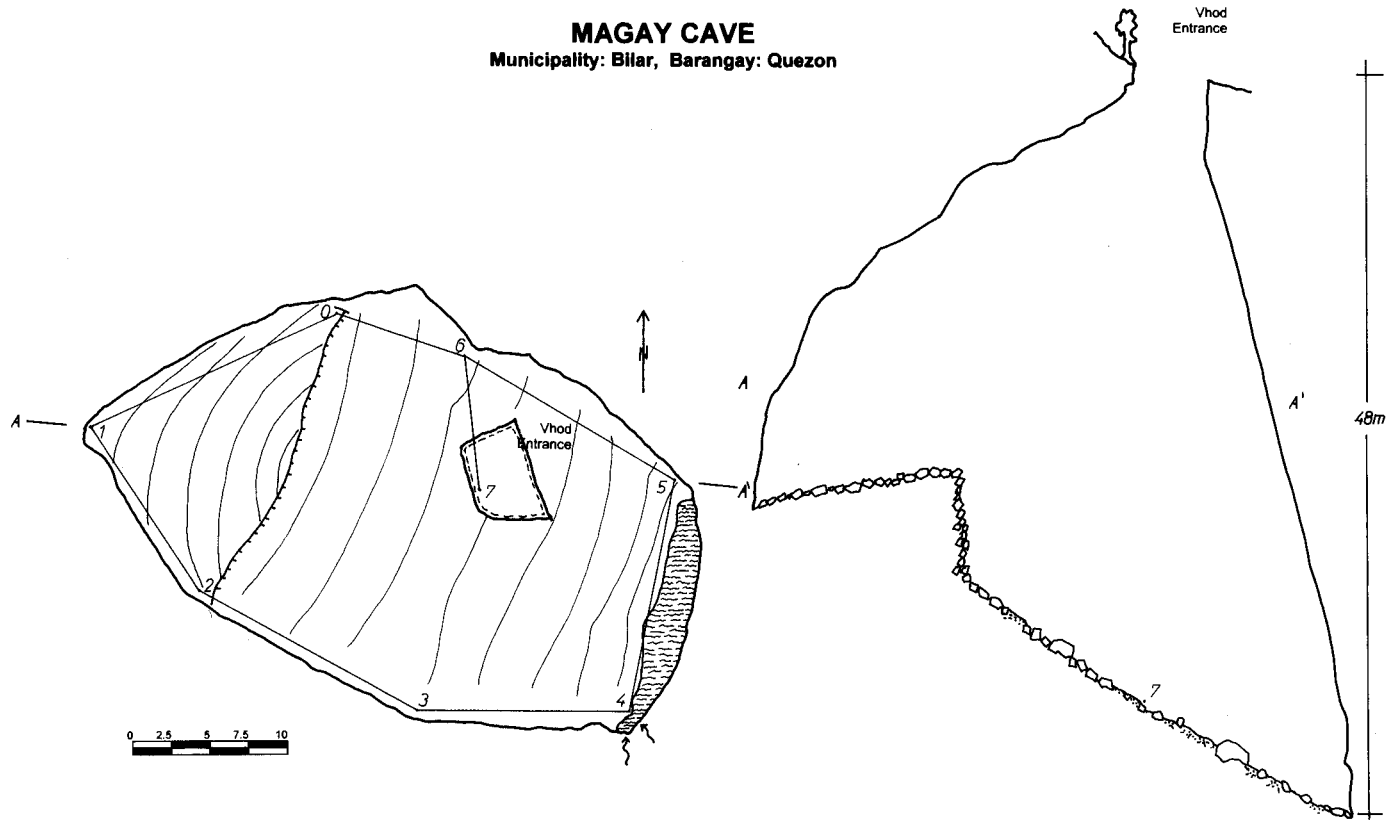 MAGAY CAVE
Municipality: Bilar, Barangay: Quezon
Vhod
Entrance
48m
A
A'
7
0
6
N
A
1
Vhod
Entrance
7
5
A'
2
3
4
0 2.5 5 7.5 10